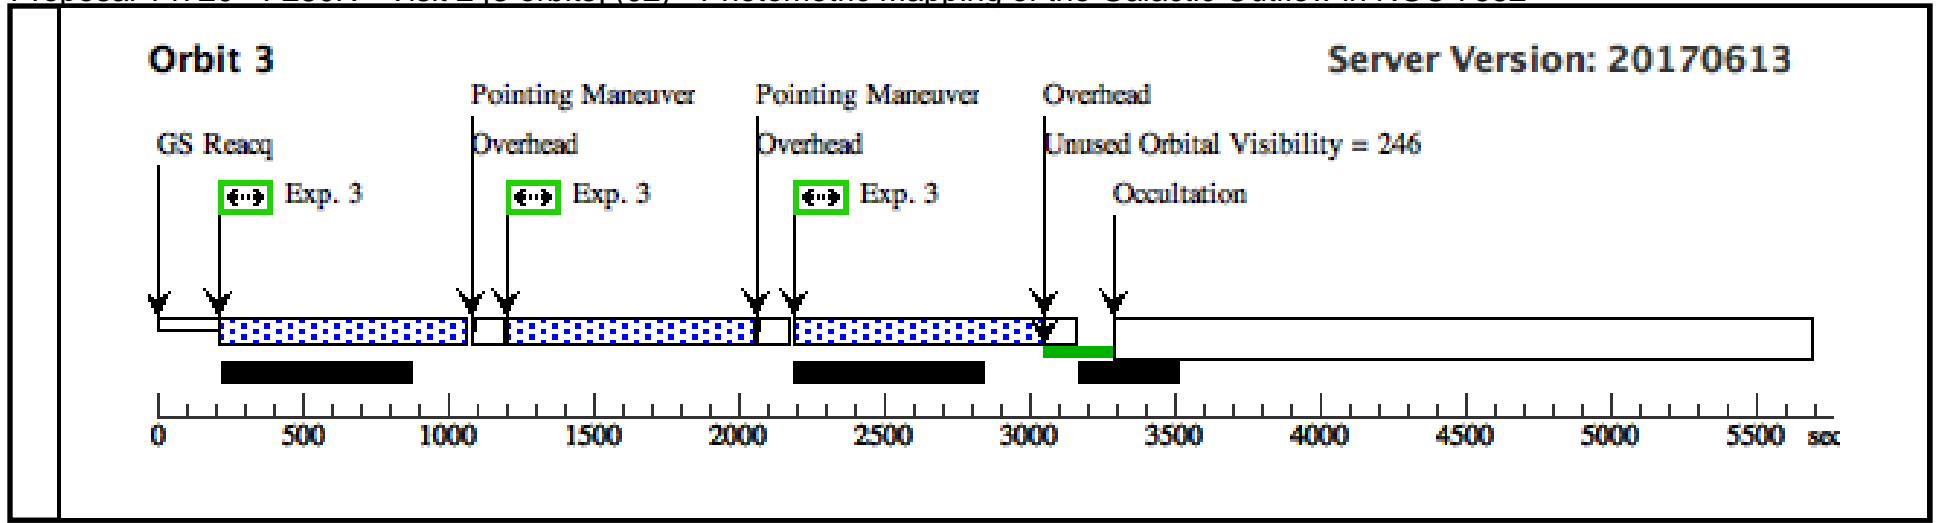 Orbit 3
Server Version: 20170613
Pointing Maneuver Pointing Maneuver Overhead
GS Reacq Overhead Overhead Unused Orbital Visibility = 246
Exp. 3 Exp. 3 Exp. 3 Occultation
0 500 1000 1500 2000 2500 3000 3500 4000 4500 5000 5500 sec